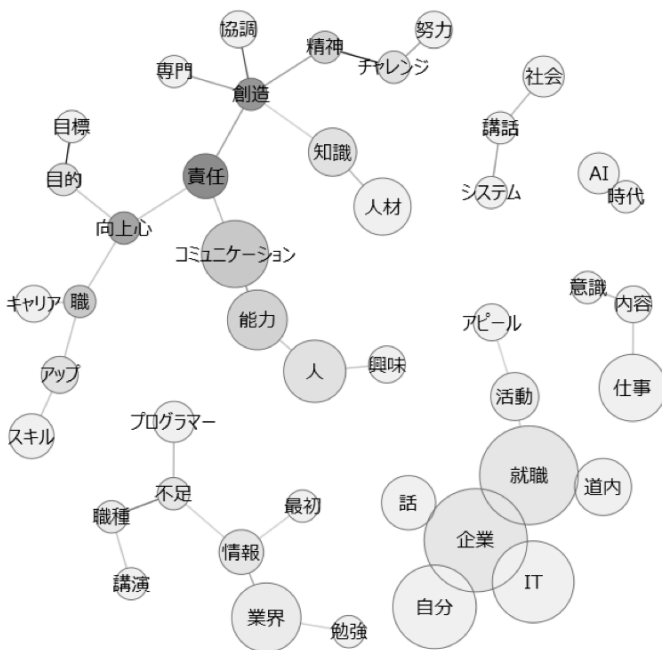 協調
精神
努力
チャレンジ
専門
創造
社会
目標
講話
知識
目的
責任
AI
システム
時代
人材
向上心
コミュニケーション
キャリア
職
意識
内容
能力
アピール
アップ
人
興味
仕事
活動
プログラマー
スキル
就職
不足
道内
職種
最初
話
企業
情報
講演
IT
自分
業界
勉強